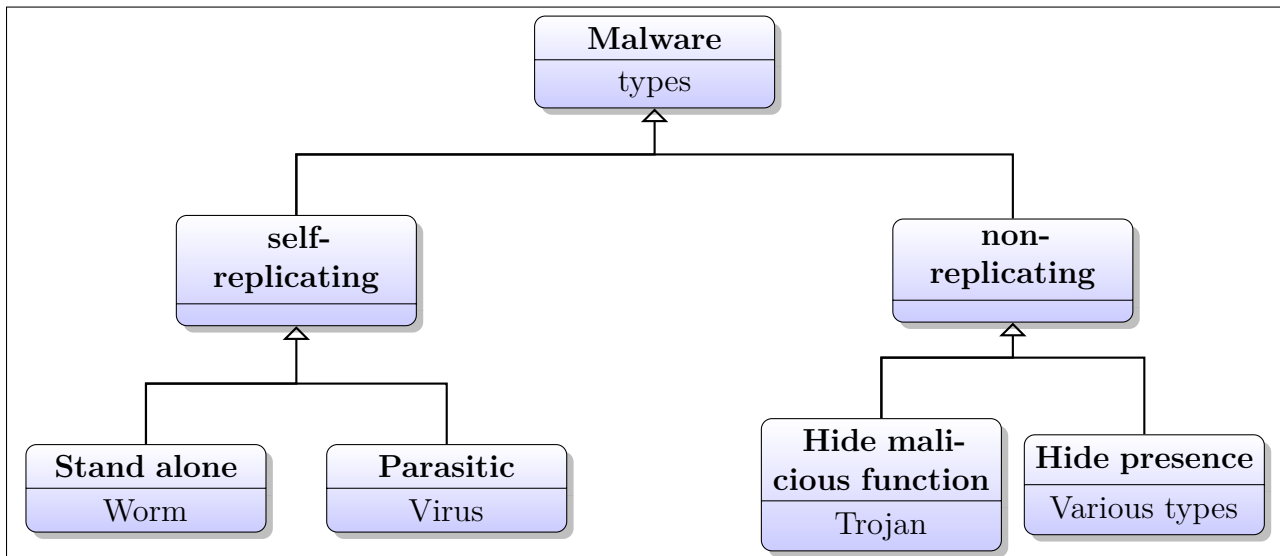 Malware
types
self-
replicating
non-
replicating
Stand alone
Worm
Parasitic
Virus
Hide mali-
cious function
Trojan
Hide presence
Various types